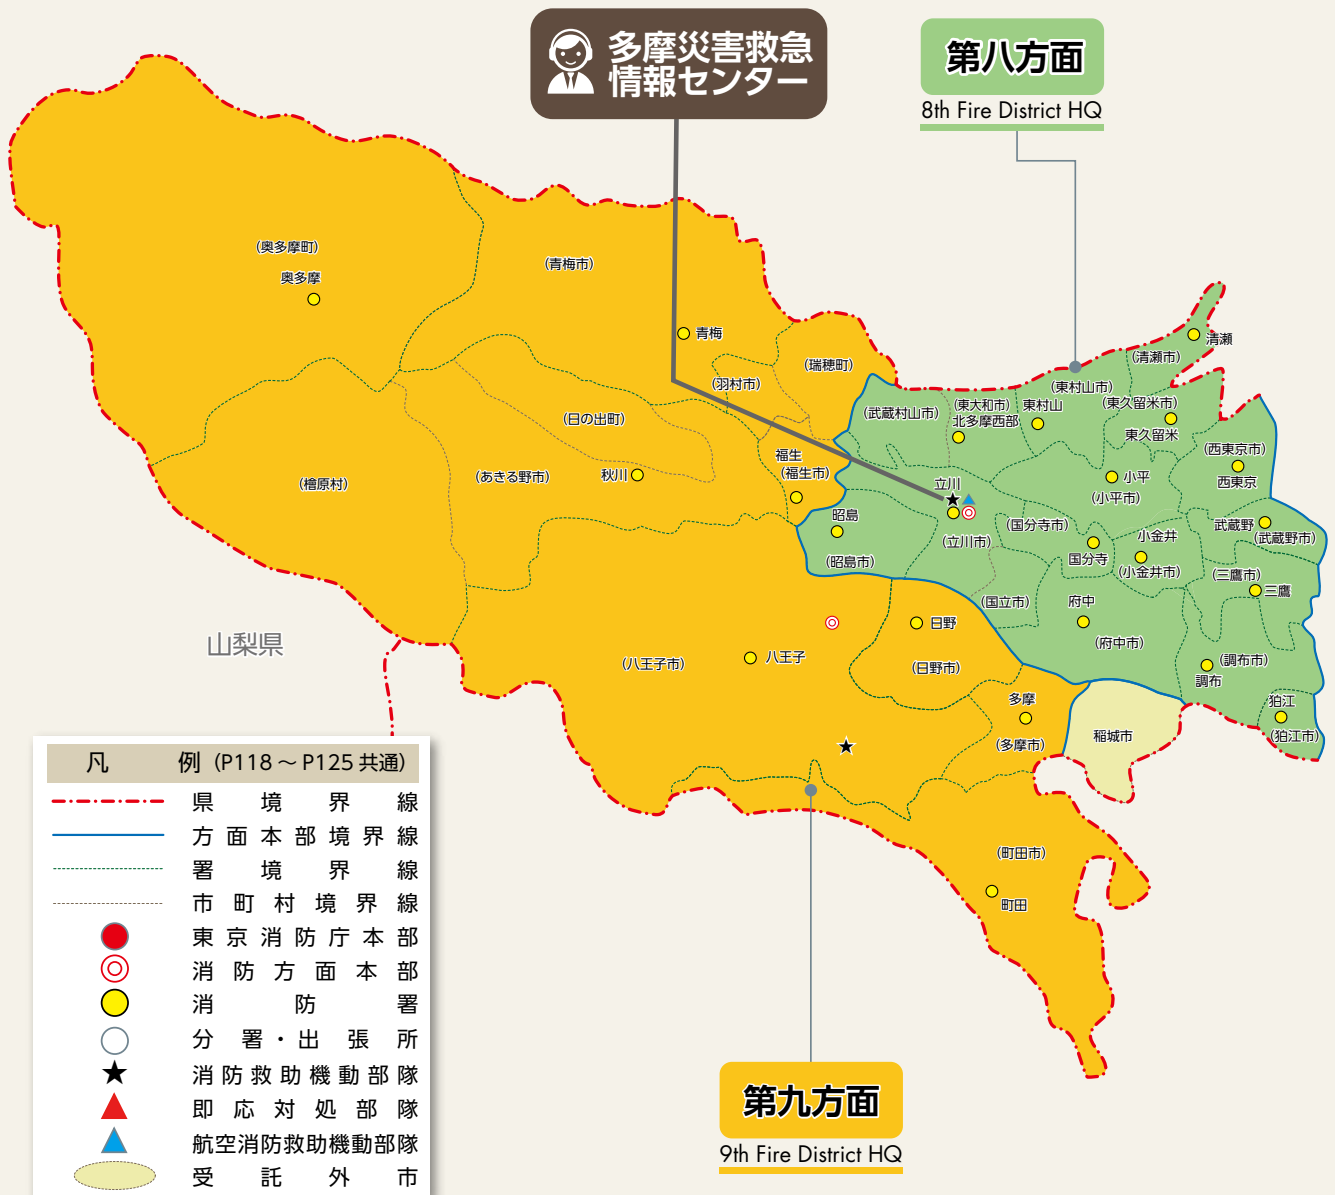 多摩災害救急
情報センター
第八方面
8th Fire District HQ
(奥多摩町)
奥多摩
(青梅市)
青梅
(羽村市)
(瑞穂町)
(日の出町)
(あきる野市)
秋川
(檜原村)
福生
(福生市)
(武蔵村山市)
(東大和市)
北多摩西部
東村山
(東村山市)
(清瀬市)
清瀬
(東久留米市)
東久留米
(西東京市)
西東京
小平
(小平市)
立川
(立川市)
昭島
(昭島市)
(国分寺市)
国分寺
小金井
(小金井市)
武蔵野
(武蔵野市)
(三鷹市)
三鷹
(国立市)
府中
(府中市)
(調布市)
調布
狛江
(狛江市)
日野
(日野市)
八王子
(八王子市)
多摩
(多摩市)
稲城市
(町田市)
町田
山梨県
凡例(P118～P125共通)
県境界線
方面本部境界線
署境界線
市町村境界線
東京消防庁本部
消防方面本部
消防署
分署・出張所
消防救助機動部隊
即応対処部隊
航空消防救助機動部隊
受託外市
第九方面
9th Fire District HQ